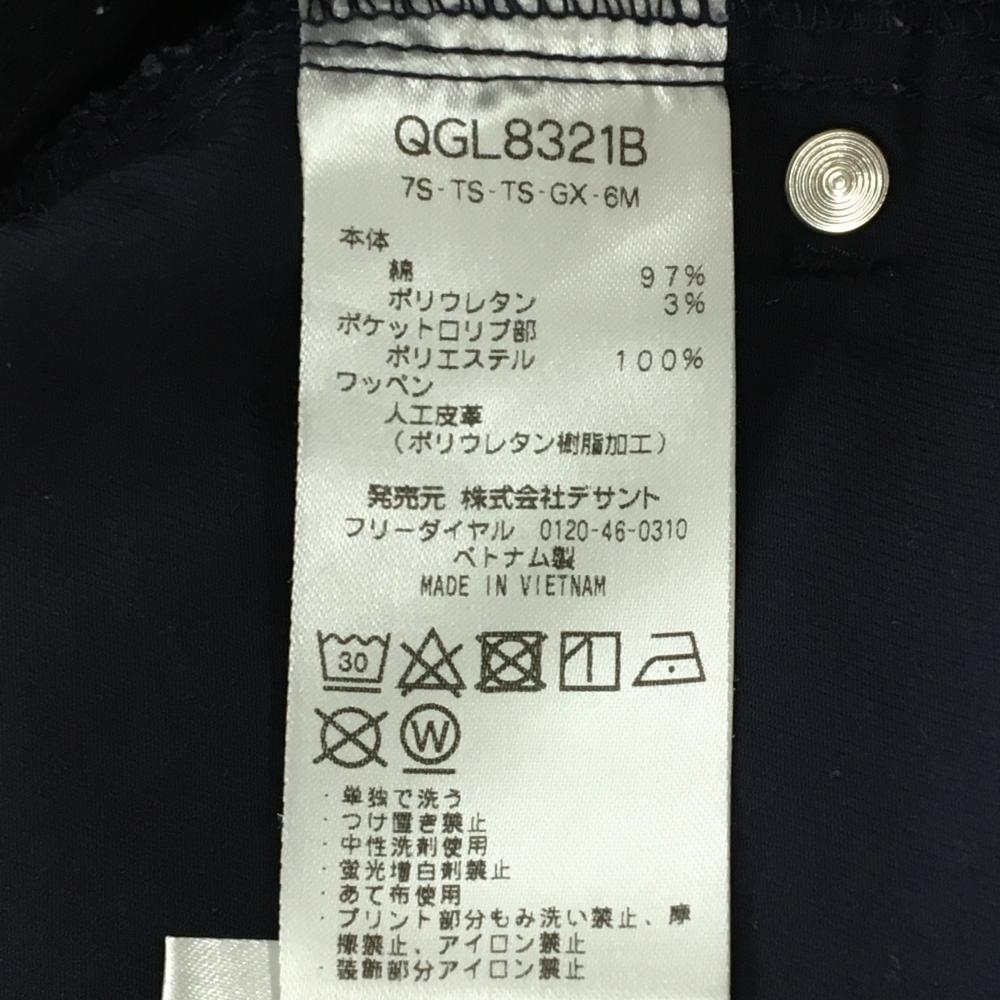 QGL8321B
7S-TS-TS-GX-6M
本体
綿 97%
ポリウレタン 3%
ポケット口リブ部
ポリエステル 100%
ワッペン
人工皮革
（ポリウレタン樹脂加工）
発売元 株式会社デサント
フリーダイヤル 0120-46-0310
ベトナム製
MADE IN VIETNAM
30
W
・単独で洗う
・つけ置き禁止
・中性洗剤使用
・蛍光増白剤禁止
・あて布使用
・プリント部分もみ洗い禁止、摩
擦禁止、アイロン禁止
・装飾部分アイロン禁止